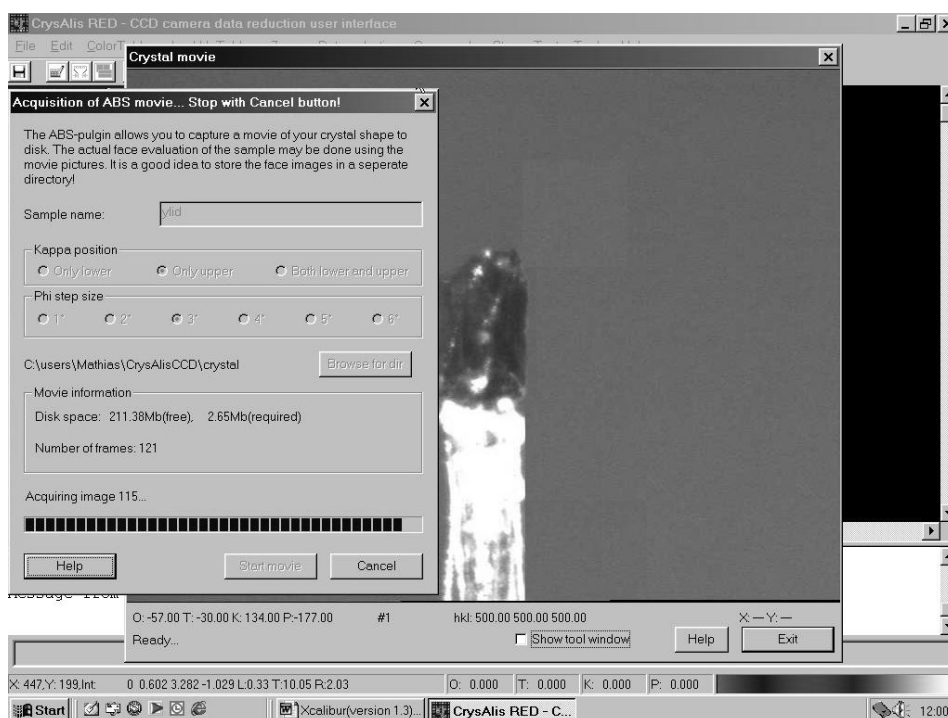 CrysAlis RED - CCD camera data reduction user interface
File Edit
Crystal movie
Acquisition of ABS movie... Stop with Cancel button!
The ABS-pulgin allows you to capture a movie of your crystal shape to
disk. The actual face evaluation of the sample may be done using the
movie pictures. It is a good idea to store the face images in a seperate
directory!
Sample name: ylid
Kappa position
Only lower Only upper Both lower end upper
Phi step size
1° 2° 3° 4° 5° 6°
C:\users\Mathias\CrysAlisCCD\crystal Browse for dir
Movie information
Disk space: 211.38Mb(free), 2.65Mb(required)
Number of frames: 121
Acquiring image 115...
Help Start movie Cancel
O: -57.00 T: -30.00 K: 134.00 P:-177.00 #1 hkl: 500.00 500.00 500.00 X: — Y: —
Ready... Show tool window Help Exit
X: 447,Y: 199,Int: 0 0.602 3.282 -1.029 L:0.33 T:10.05 R:2.03 O: 0.000 T: 0.000 K: 0.000 P: 0.000
Start Xcalibur(version 1.3)... CrysAlis RED - C... 12:00